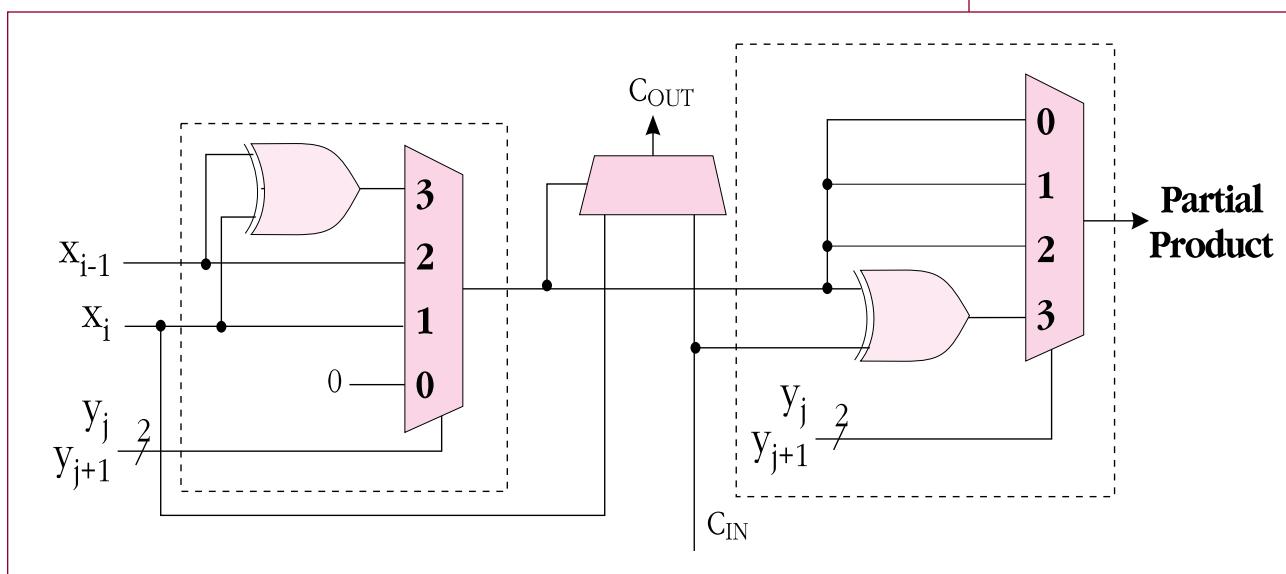 C_OUT
0
1
2
3
Partial
Product
3
2
1
0
x_i-1
x_i
0
y_j
y_j+1
2
y_j
y_j+1
2
C_IN